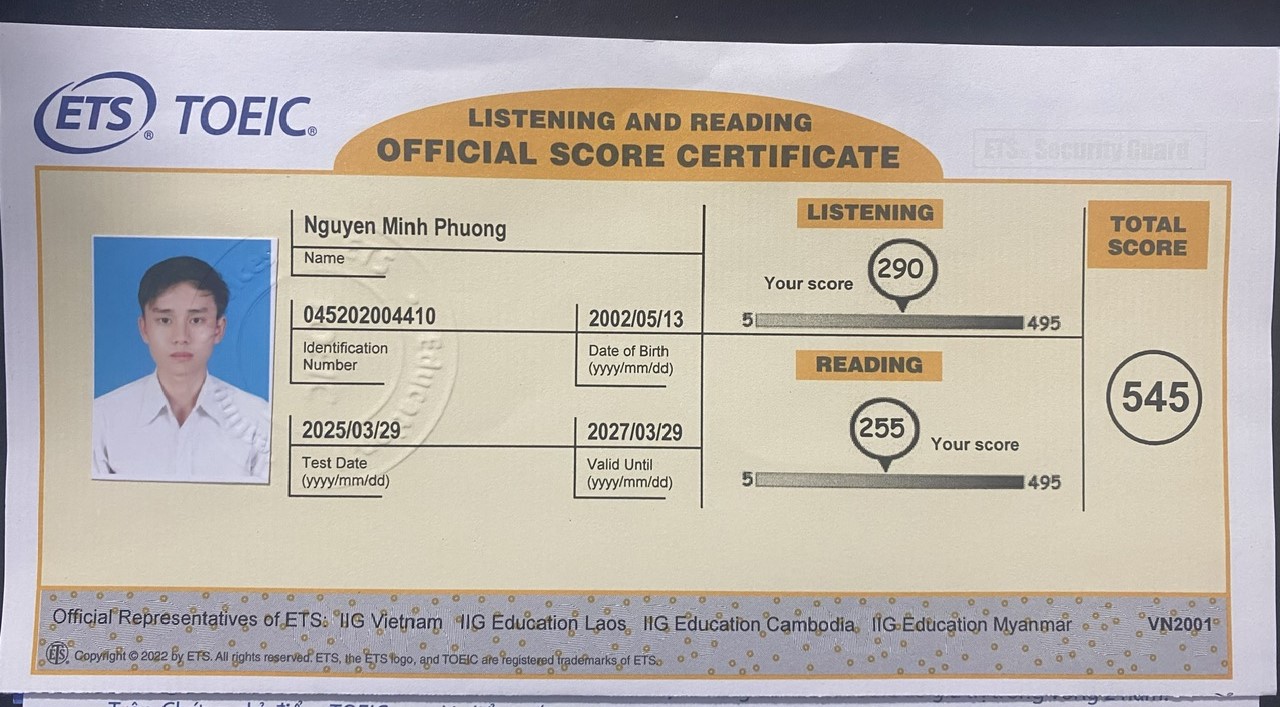 ETS® TOEIC®
LISTENING AND READING
OFFICIAL SCORE CERTIFICATE
ETS® Security Guard
Nguyen Minh Phuong
Name
045202004410
Identification
Number
2002/05/13
Date of Birth
(yyyy/mm/dd)
2025/03/29
Test Date
(yyyy/mm/dd)
2027/03/29
Valid Until
(yyyy/mm/dd)
LISTENING
Your score 290
5 495
READING
255 Your score
5 495
TOTAL
SCORE
545
Official Representatives of ETS: IIG Vietnam IIG Education Laos IIG Education Cambodia IIG Education Myanmar VN2001
ETS® Copyright © 2022 by ETS. All rights reserved. ETS, the ETS logo, and TOEIC are registered trademarks of ETS.